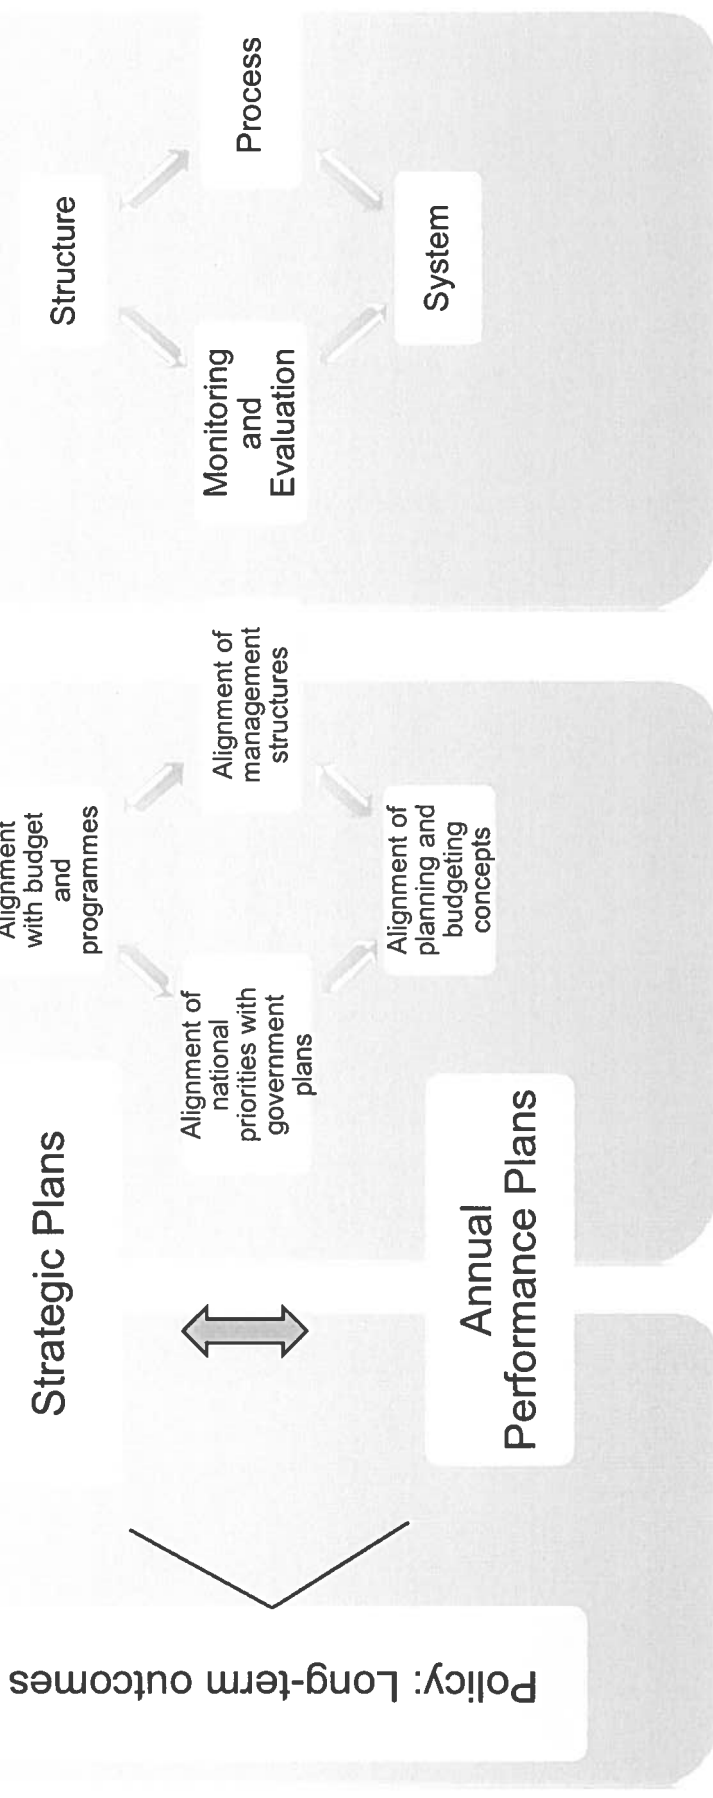 Policy: Long-term outcomes
Strategic Plans
Annual
Performance Plans
Alignment
with budget
and
programmes
Alignment of
national
priorities with
government
plans
Alignment of
management
structures
Alignment of
planning and
budgeting
concepts
Structure
Monitoring
and
Evaluation
Process
System